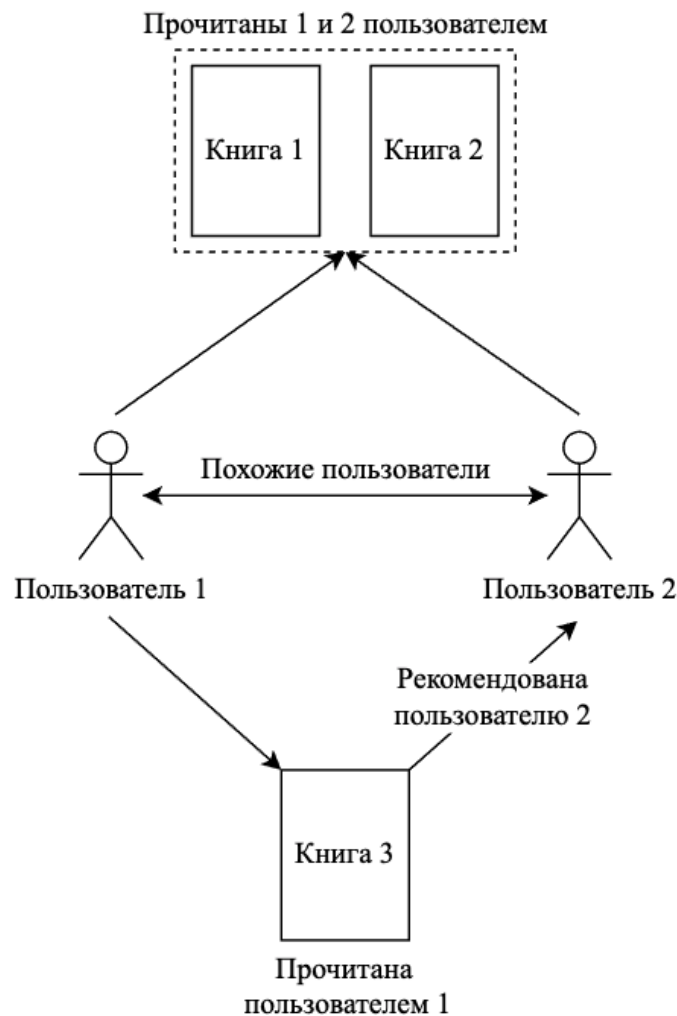 Прочитаны 1 и 2 пользователем
Книга 1
Книга 2
Похожие пользователи
Пользователь 1
Пользователь 2
Рекомендована
пользователю 2
Книга 3
Прочитана
пользователем 1